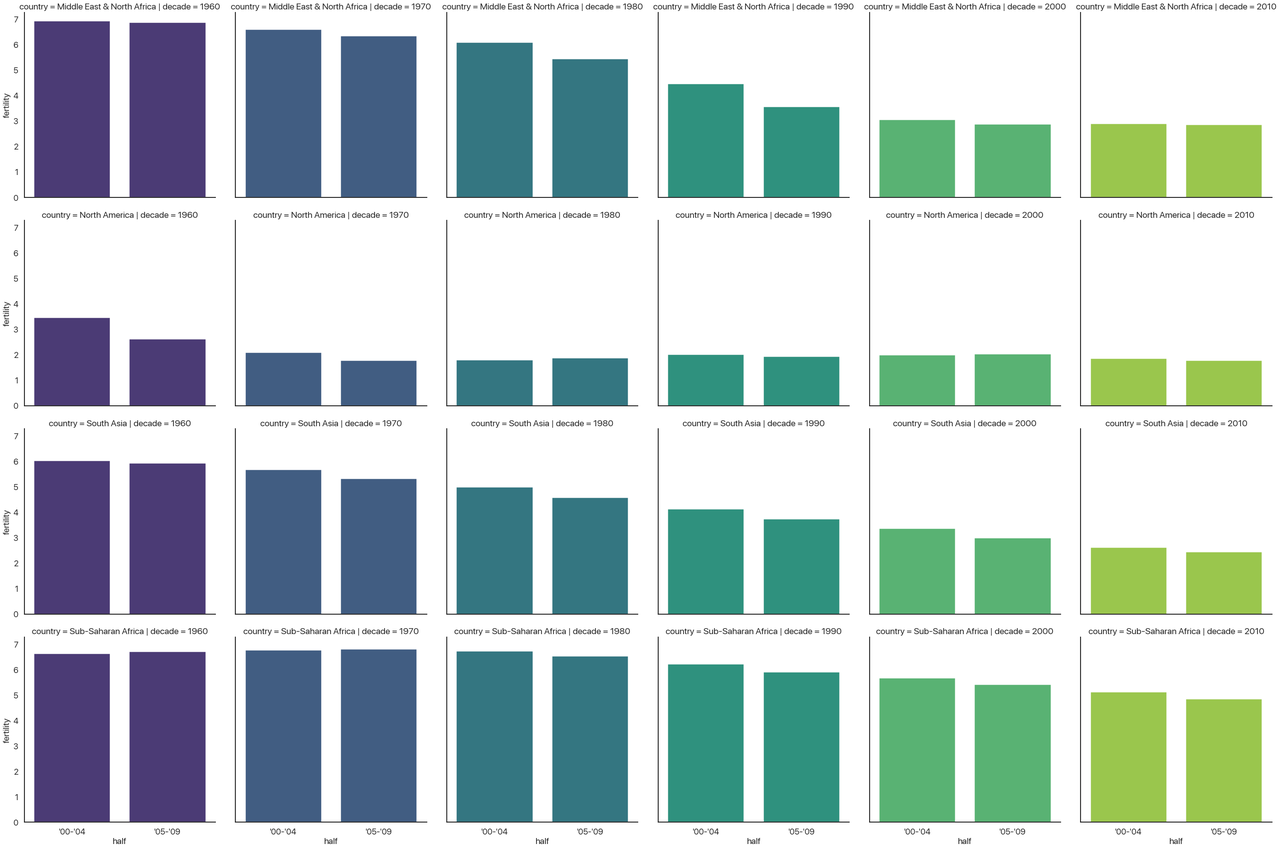 country = Middle East & North Africa | decade = 1960
country = Middle East & North Africa | decade = 1970
country = Middle East & North Africa | decade = 1980
country = Middle East & North Africa | decade = 1990
country = Middle East & North Africa | decade = 2000
country = Middle East & North Africa | decade = 2010
7
6
5
4
3
2
1
0
fertility
country = North America | decade = 1960
country = North America | decade = 1970
country = North America | decade = 1980
country = North America | decade = 1990
country = North America | decade = 2000
country = North America | decade = 2010
7
6
5
4
3
2
1
0
fertility
country = South Asia | decade = 1960
country = South Asia | decade = 1970
country = South Asia | decade = 1980
country = South Asia | decade = 1990
country = South Asia | decade = 2000
country = South Asia | decade = 2010
7
6
5
4
3
2
1
0
fertility
country = Sub-Saharan Africa | decade = 1960
country = Sub-Saharan Africa | decade = 1970
country = Sub-Saharan Africa | decade = 1980
country = Sub-Saharan Africa | decade = 1990
country = Sub-Saharan Africa | decade = 2000
country = Sub-Saharan Africa | decade = 2010
7
6
5
4
3
2
1
0
fertility
'00-'04 '05-'09
half
'00-'04 '05-'09
half
'00-'04 '05-'09
half
'00-'04 '05-'09
half
'00-'04 '05-'09
half
'00-'04 '05-'09
half